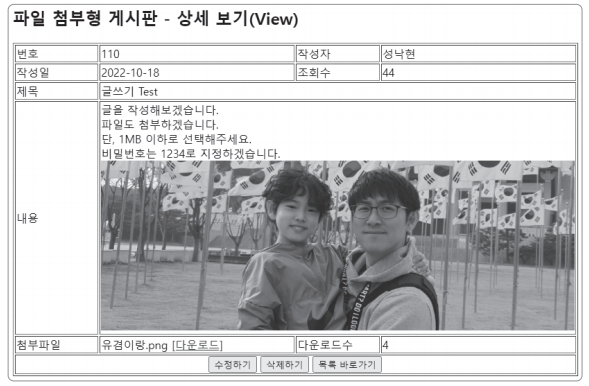 파일 첨부형 게시판 - 상세 보기(View)
번호 110 작성자 성낙현
작성일 2022-10-18 조회수 44
제목 글쓰기 Test
내용
글을 작성해보겠습니다.
파일도 첨부하겠습니다.
단, 1MB 이하로 선택해주세요.
비밀번호는 1234로 지정하겠습니다.
첨부파일 유겸이랑.png [다운로드] 다운로드수 4
수정하기 삭제하기 목록 바로가기